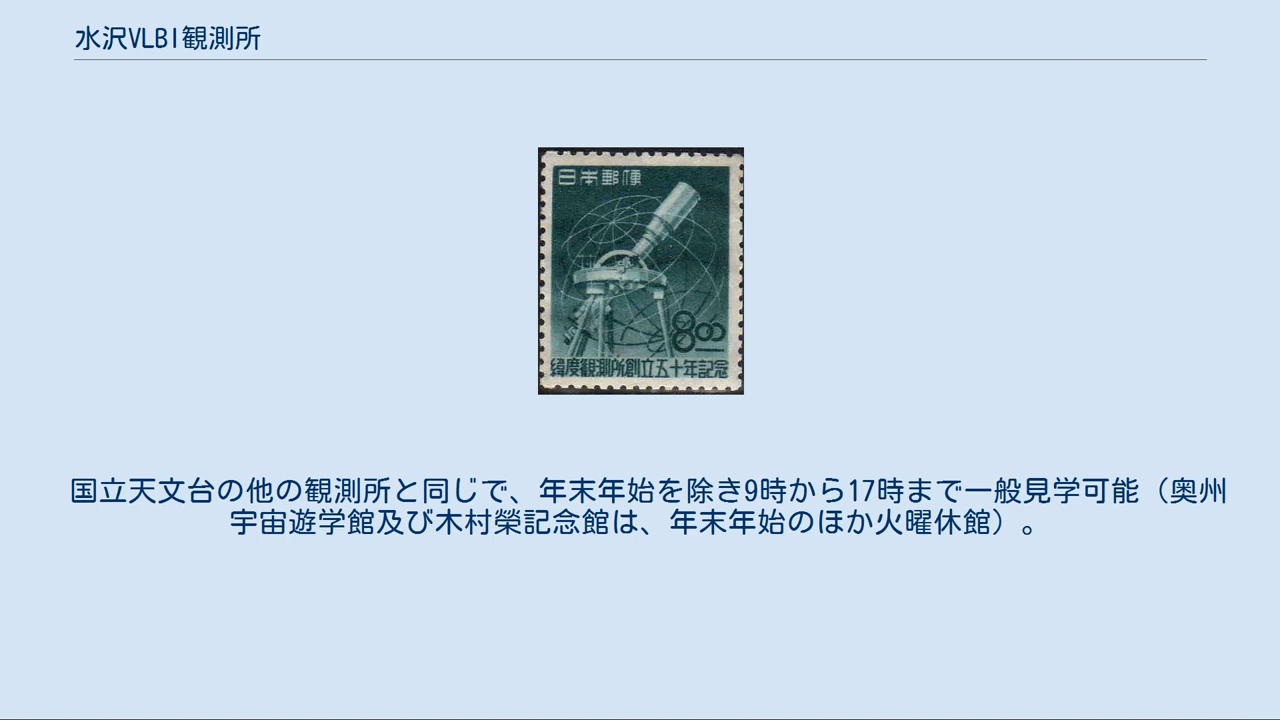 水沢VLBI観測所
日本郵便
800
緯度観測所創立五十年記念
国立天文台の他の観測所と同じで、年末年始を除き9時から17時まで一般見学可能（奥州
宇宙遊学館及び木村榮記念館は、年末年始のほか火曜休館）。